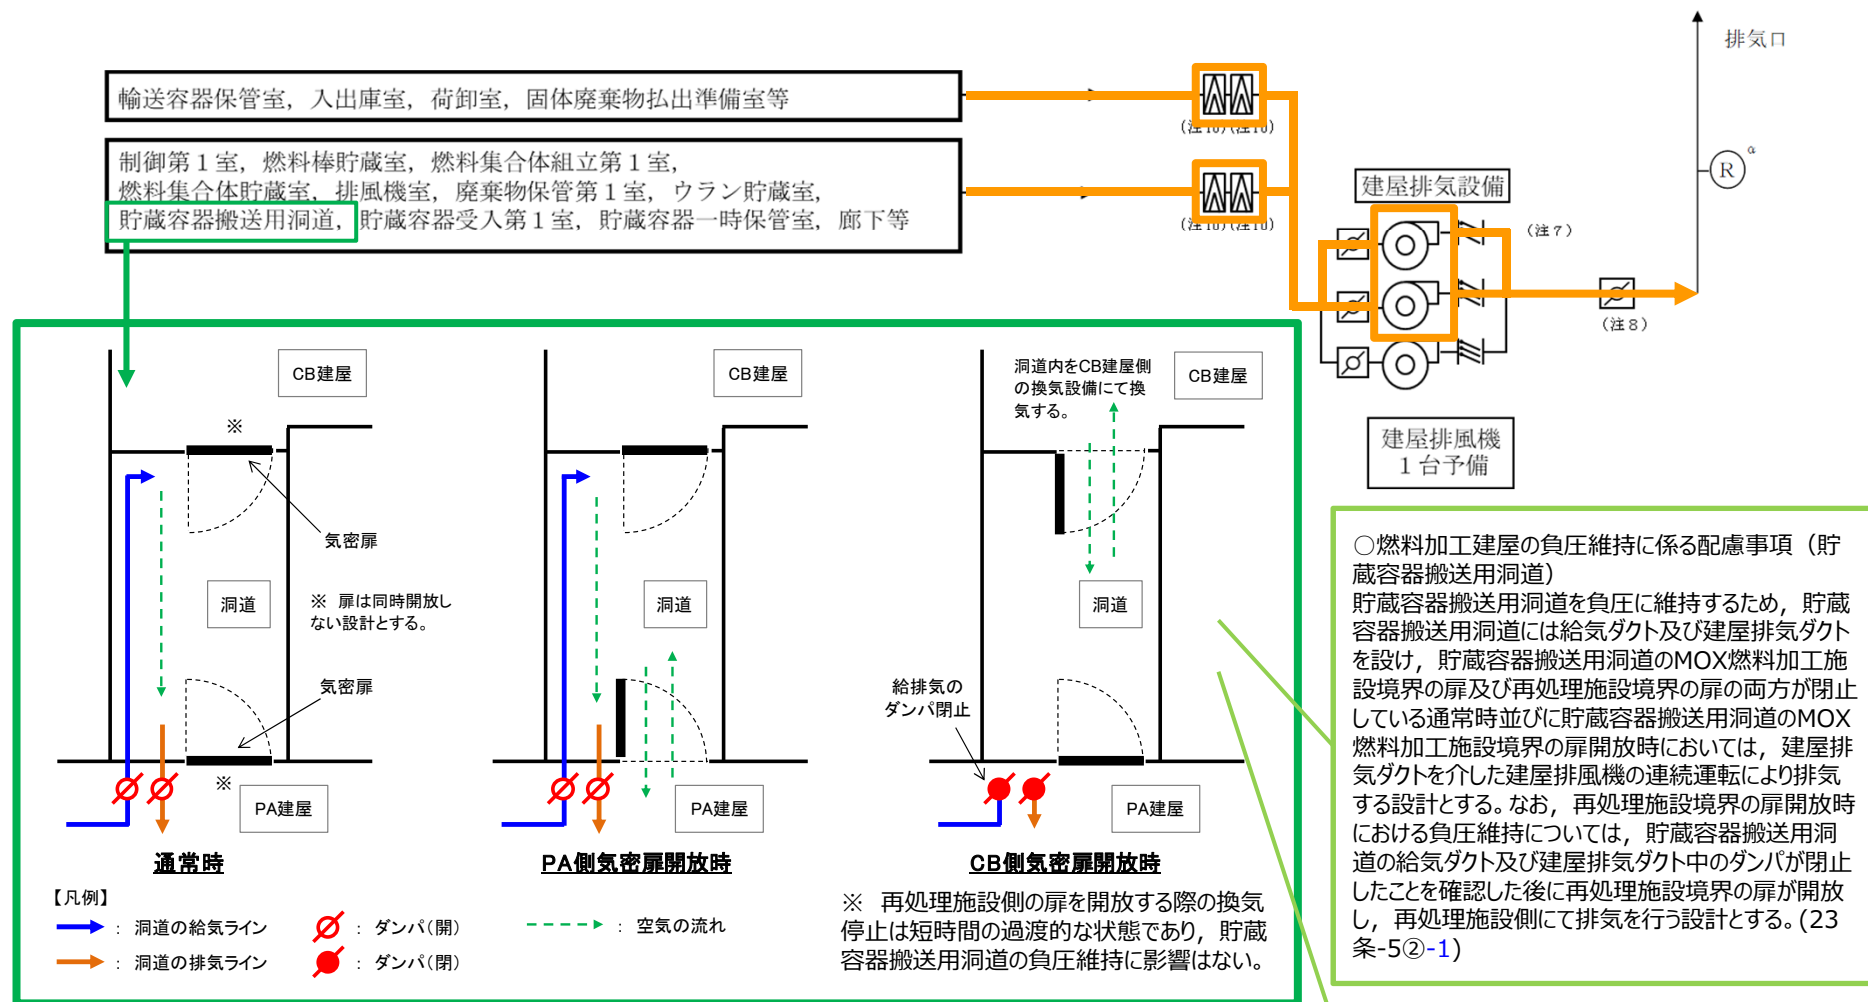 排気口
輸送容器保管室，入出庫室，荷卸室，固体廃棄物払出準備室等
(注10)(注10)
制御第１室，燃料棒貯蔵室，燃料集合体組立第１室，
燃料集合体貯蔵室，排風機室，廃棄物保管第１室，ウラン貯蔵室，
貯蔵容器搬送用洞道，貯蔵容器受入第１室，貯蔵容器一時保管室，廊下等
(注10)(注10)
R
α
建屋排気設備
（注７）
（注８）
建屋排風機
１台予備
CB建屋
※
気密扉
洞道
※ 扉は同時開放し
ない設計とする。
気密扉
※
PA建屋
通常時
CB建屋
洞道
PA建屋
PA側気密扉開放時
洞道内をCB建屋側
の換気設備にて換
気する。
CB建屋
洞道
給排気の
ダンパ閉止
PA建屋
CB側気密扉開放時
【凡例】
： 洞道の給気ライン
： ダンパ（開）
： 空気の流れ
： 洞道の排気ライン
： ダンパ（閉）
※ 再処理施設側の扉を開放する際の換気
停止は短時間の過渡的な状態であり，貯蔵
容器搬送用洞道の負圧維持に影響はない。
○燃料加工建屋の負圧維持に係る配慮事項（貯
蔵容器搬送用洞道）
貯蔵容器搬送用洞道を負圧に維持するため，貯蔵
容器搬送用洞道には給気ダクト及び建屋排気ダクト
を設け，貯蔵容器搬送用洞道のMOX燃料加工施
設境界の扉及び再処理施設境界の扉の両方が閉止
している通常時並びに貯蔵容器搬送用洞道のMOX
燃料加工施設境界の扉開放時においては，建屋排
気ダクトを介した建屋排風機の連続運転により排気
する設計とする。なお，再処理施設境界の扉開放時
における負圧維持については，貯蔵容器搬送用洞
道の給気ダクト及び建屋排気ダクト中のダンパが閉止
したことを確認した後に再処理施設境界の扉が開放
し，再処理施設側にて排気を行う設計とする。(23
条-5②-1)